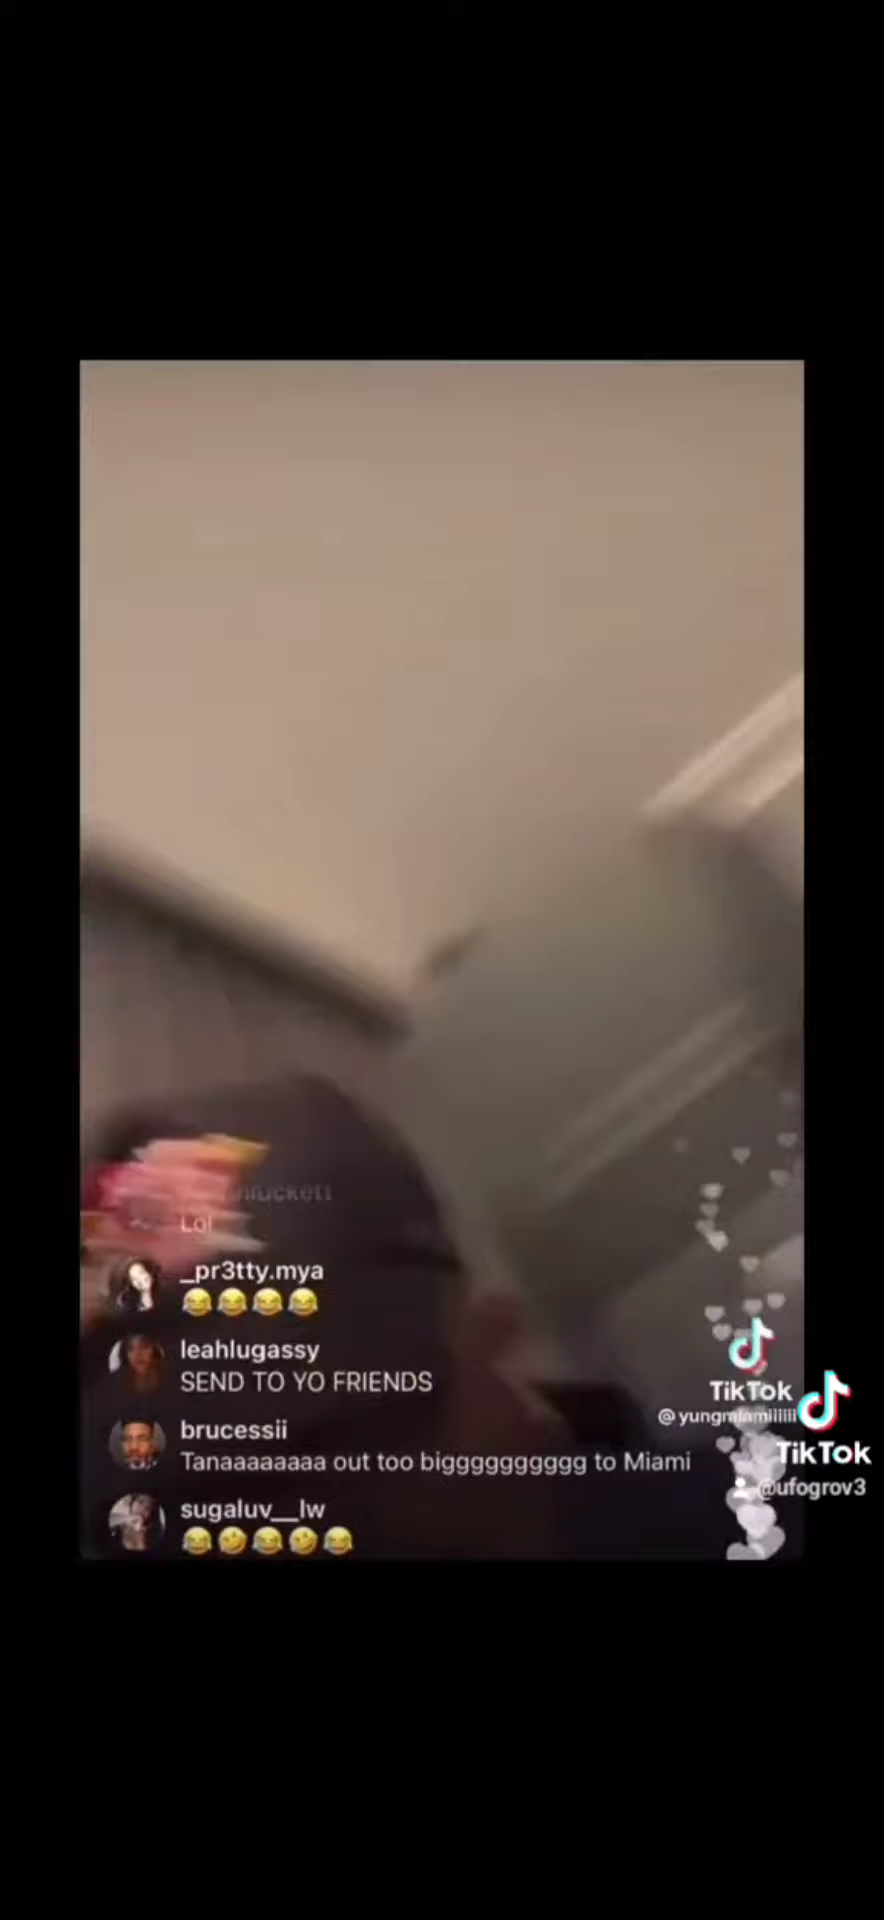 Lol
_pr3tty.mya
😂😂😂😂
leahlugassy
SEND TO YO FRIENDS
brucessii
Tanaaaaaaaa out too bigggggggggg to Miami
sugaluv__lw
😂🤣😂🤣😂
TikTok
@yungmiamiiiiii
TikTok
@ufogrov3